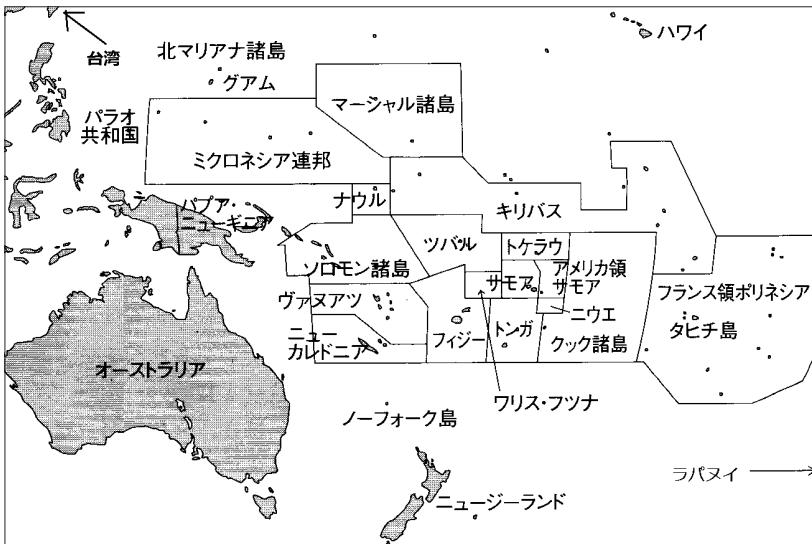 台湾
北マリアナ諸島
ハワイ
グアム
マーシャル諸島
パラオ
共和国
ミクロネシア連邦
ナウル
キリバス
パプア・
ニューギニア
ツバル
トケラウ
ソロモン諸島
サモア
アメリカ領
サモア
フランス領ポリネシア
ヴァヌアツ
ニウエ
タヒチ島
ニュー
カレドニア
フィジー
トンガ
クック諸島
オーストラリア
ワリス・フツナ
ノーフォーク島
ラパヌイ
ニュージーランド